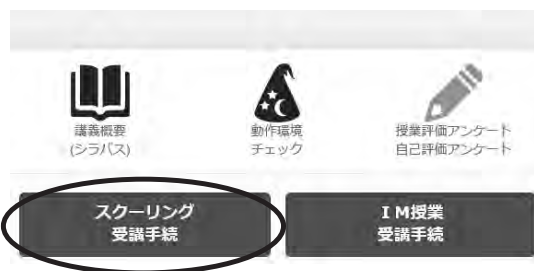 講義概要
(シラバス)
動作環境
チェック
授業評価アンケート
自己評価アンケート
スクーリング
受講手続
ＩＭ授業
受講手続